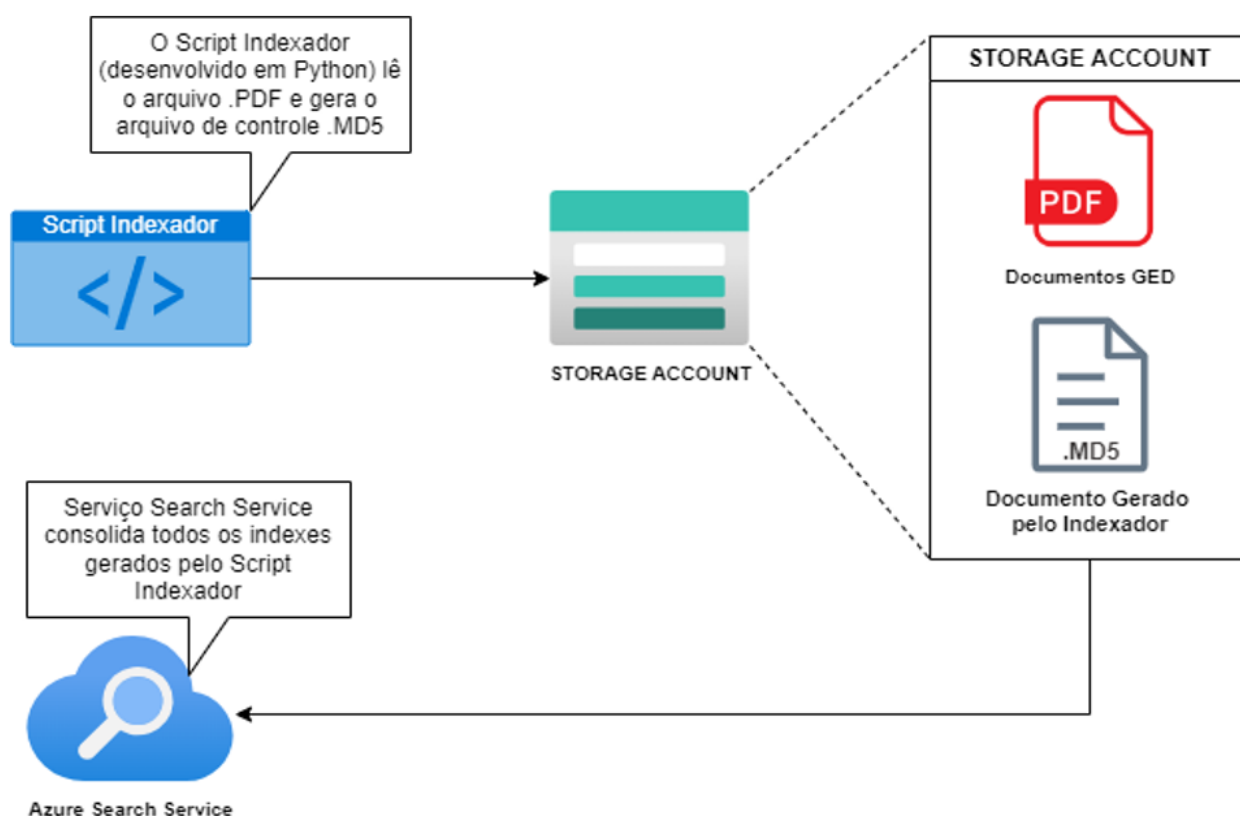 O Script Indexador
(desenvolvido em Python) lê
o arquivo .PDF e gera o
arquivo de controle .MD5
Script Indexador
</>
STORAGE ACCOUNT
STORAGE ACCOUNT
PDF
Documentos GED
.MD5
Documento Gerado
pelo Indexador
Serviço Search Service
consolida todos os indexes
gerados pelo Script
Indexador
Azure Search Service